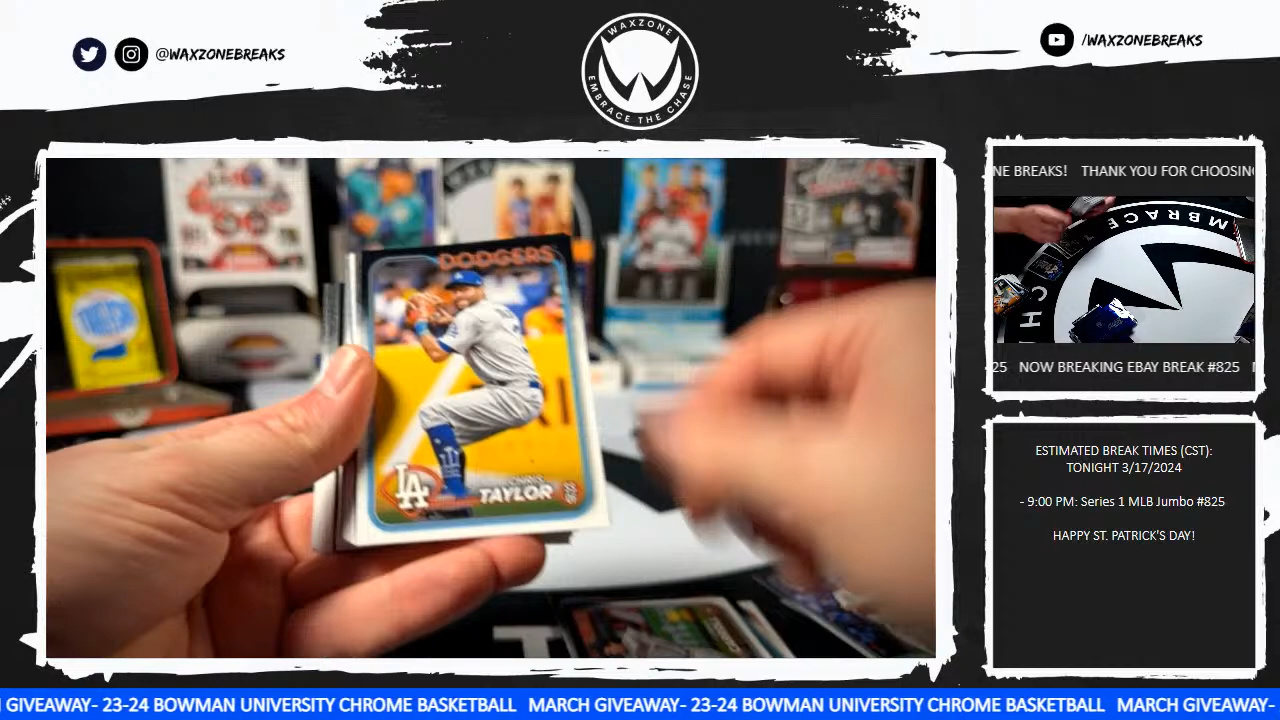 @WAXZONEBREAKS
WAXZONE
EMBRACE THE CHASE
/WAXZONEBREAKS
NE BREAKS! THANK YOU FOR CHOOSING
MBRACE
CH
25 NOW BREAKING EBAY BREAK #825
DODGERS
LA
CHRIS
TAYLOR
ESTIMATED BREAK TIMES (CST):
TONIGHT 3/17/2024
- 9:00 PM: Series 1 MLB Jumbo #825
HAPPY ST. PATRICK'S DAY!
GIVEAWAY- 23-24 BOWMAN UNIVERSITY CHROME BASKETBALL MARCH GIVEAWAY- 23-24 BOWMAN UNIVERSITY CHROME BASKETBALL MARCH GIVEAWAY-